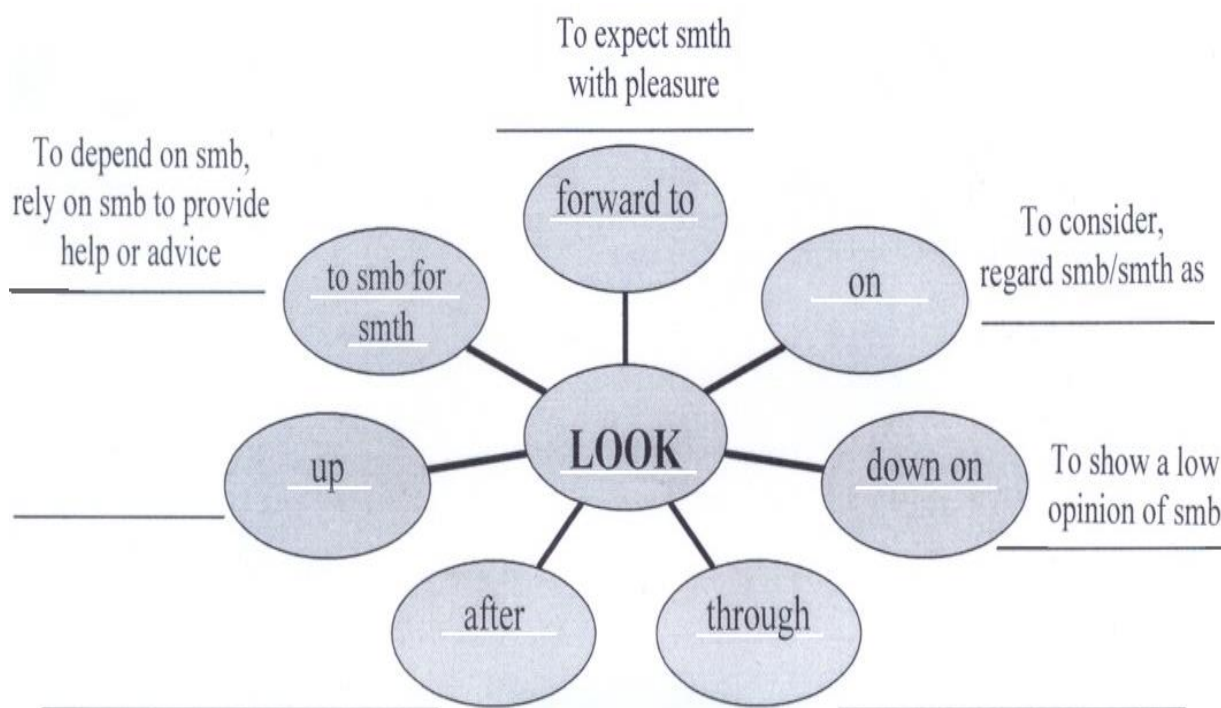 To expect smth
with pleasure
To depend on smb,
rely on smb to provide
help or advice
forward to
To consider,
regard smb/smth as
to smb for
smth
on
LOOK
up
down on
To show a low
opinion of smb
after
through